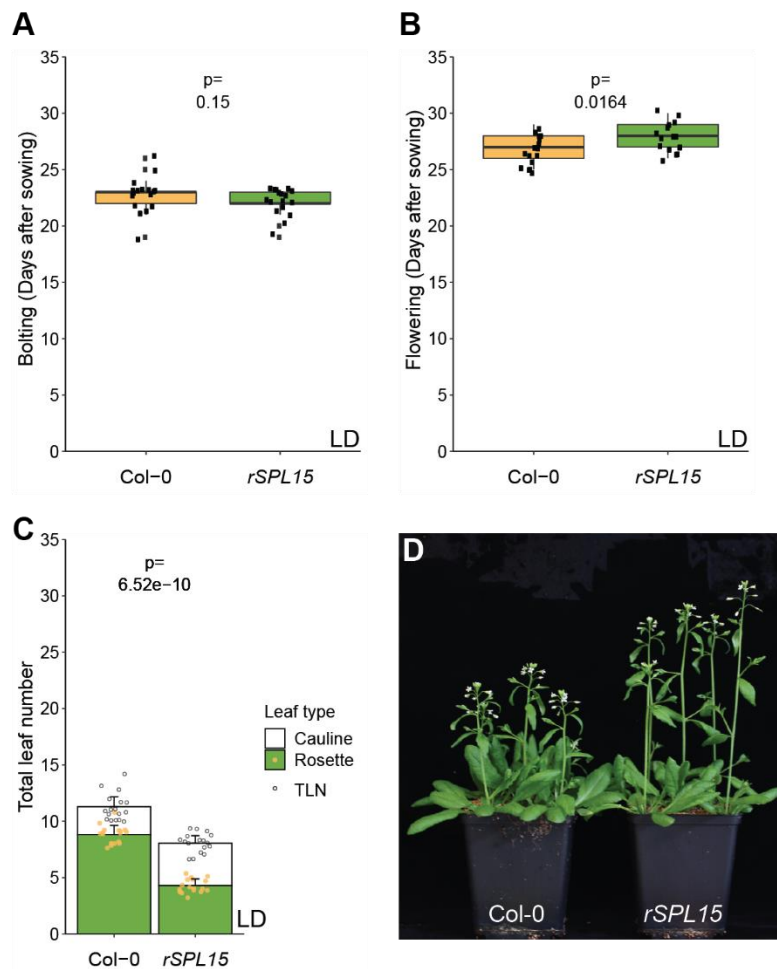 A
35
30
25
20
15
10
5
0
Bolting (Days after sowing)
p=
0.15
LD
Col−0
rSPL15
B
35
30
25
20
15
10
5
0
Flowering (Days after sowing)
p=
0.0164
LD
Col−0
rSPL15
C
35
30
25
20
15
10
5
0
Total leaf number
p=
6.52e−10
Leaf type
Cauline
Rosette
TLN
LD
Col−0
rSPL15
D
Col-0
rSPL15